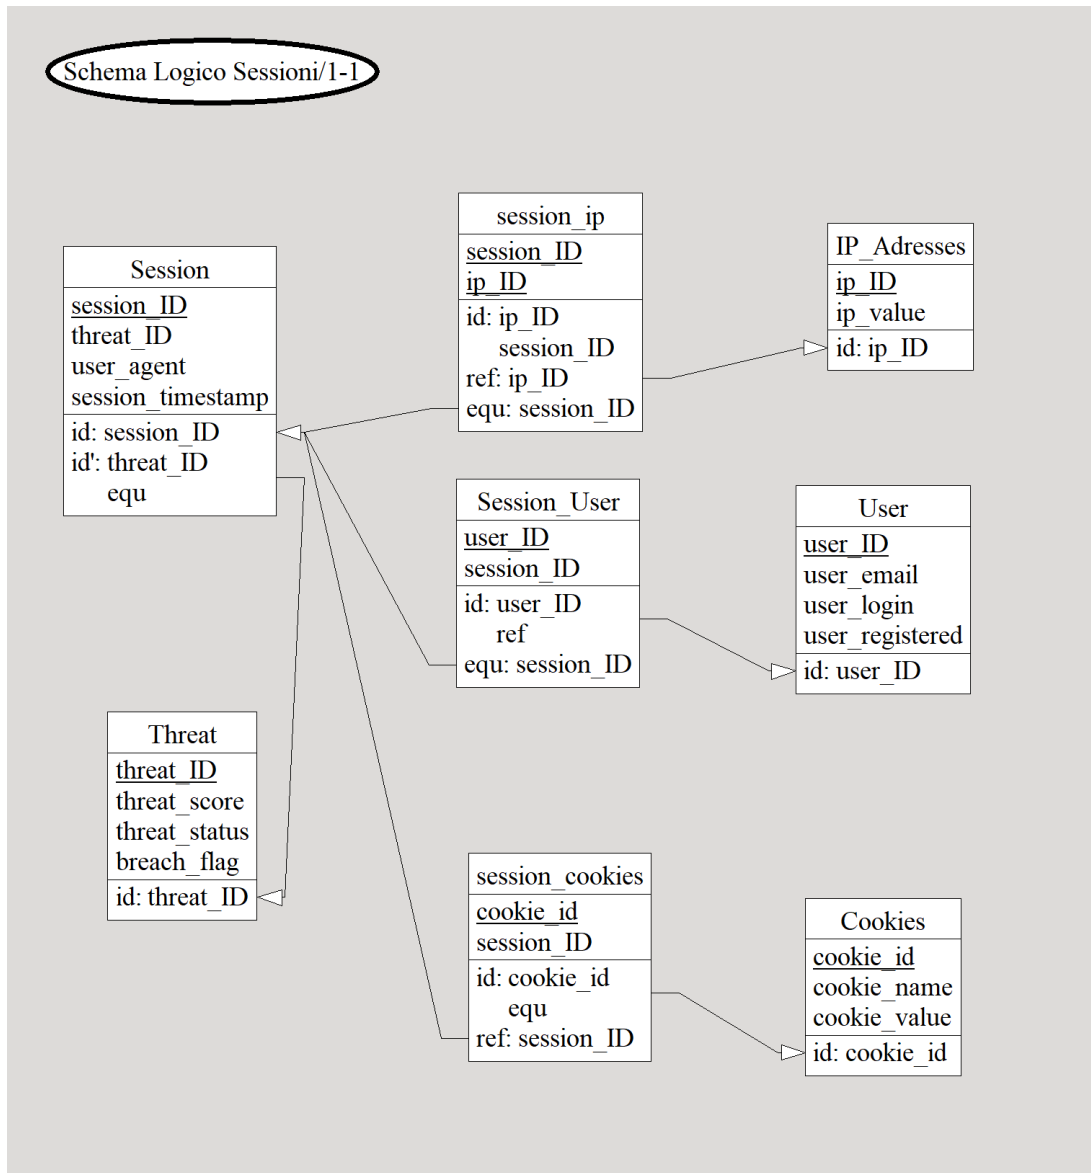 Schema Logico Sessioni/1-1
Session
session_ID
threat_ID
user_agent
session_timestamp
id: session_ID
id': threat_ID
equ
session_ip
session_ID
ip_ID
id: ip_ID
session_ID
ref: ip_ID
equ: session_ID
IP_Adresses
ip_ID
ip_value
id: ip_ID
Session_User
user_ID
session_ID
id: user_ID
ref
equ: session_ID
User
user_ID
user_email
user_login
user_registered
id: user_ID
Threat
threat_ID
threat_score
threat_status
breach_flag
id: threat_ID
session_cookies
cookie_id
session_ID
id: cookie_id
equ
ref: session_ID
Cookies
cookie_id
cookie_name
cookie_value
id: cookie_id